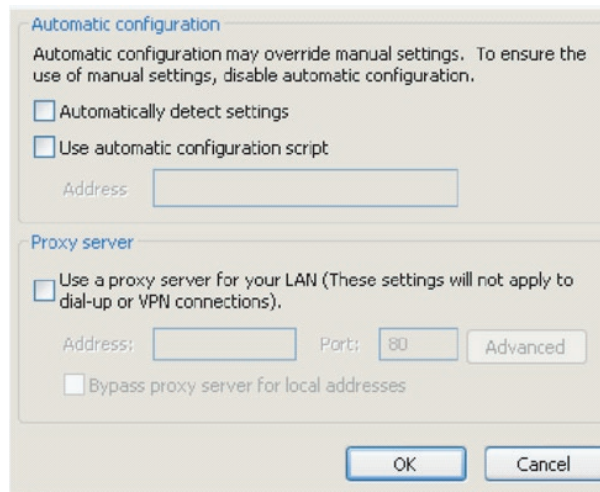 Automatic configuration
Automatic configuration may override manual settings. To ensure the
use of manual settings, disable automatic configuration.
Automatically detect settings
Use automatic configuration script
Address
Proxy server
Use a proxy server for your LAN (These settings will not apply to
dial-up or VPN connections).
Address: Port: 80 Advanced
Bypass proxy server for local addresses
OK Cancel